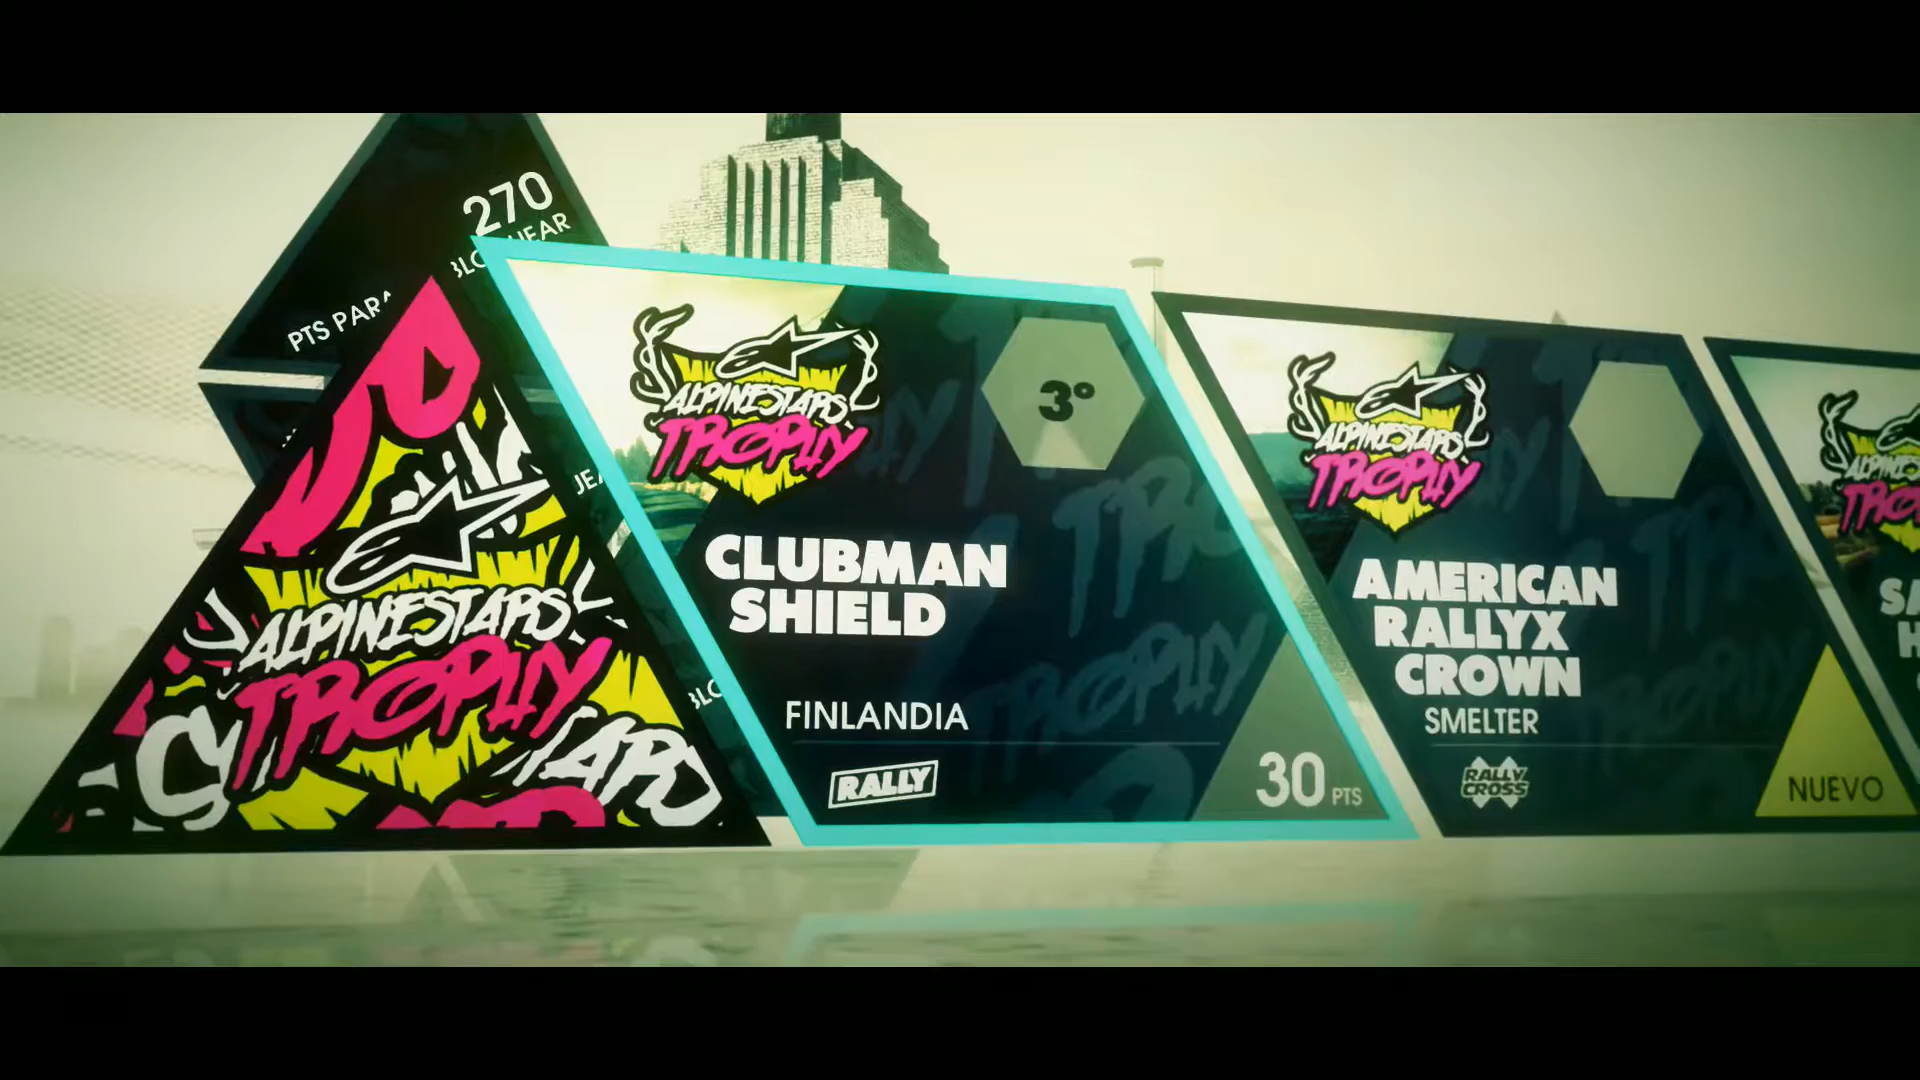 270
PTS PARA
ALPINESTARS
TROPHY
ALPINESTARS
TROPHY
3º
CLUBMAN
SHIELD
FINLANDIA
RALLY
30 PTS
ALPINESTARS
TROPHY
AMERICAN
RALLYX
CROWN
SMELTER
RALLY
CROSS
NUEVO